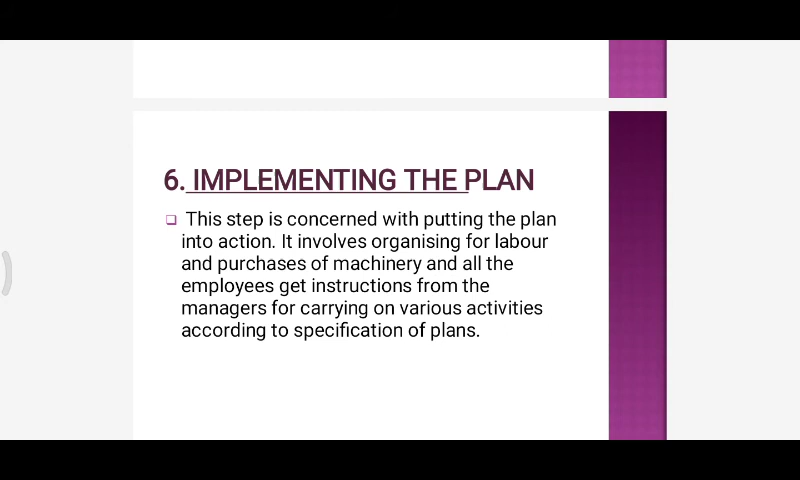 6. IMPLEMENTING THE PLAN
This step is concerned with putting the plan
into action. It involves organising for labour
and purchases of machinery and all the
employees get instructions from the
managers for carrying on various activities
according to specification of plans.